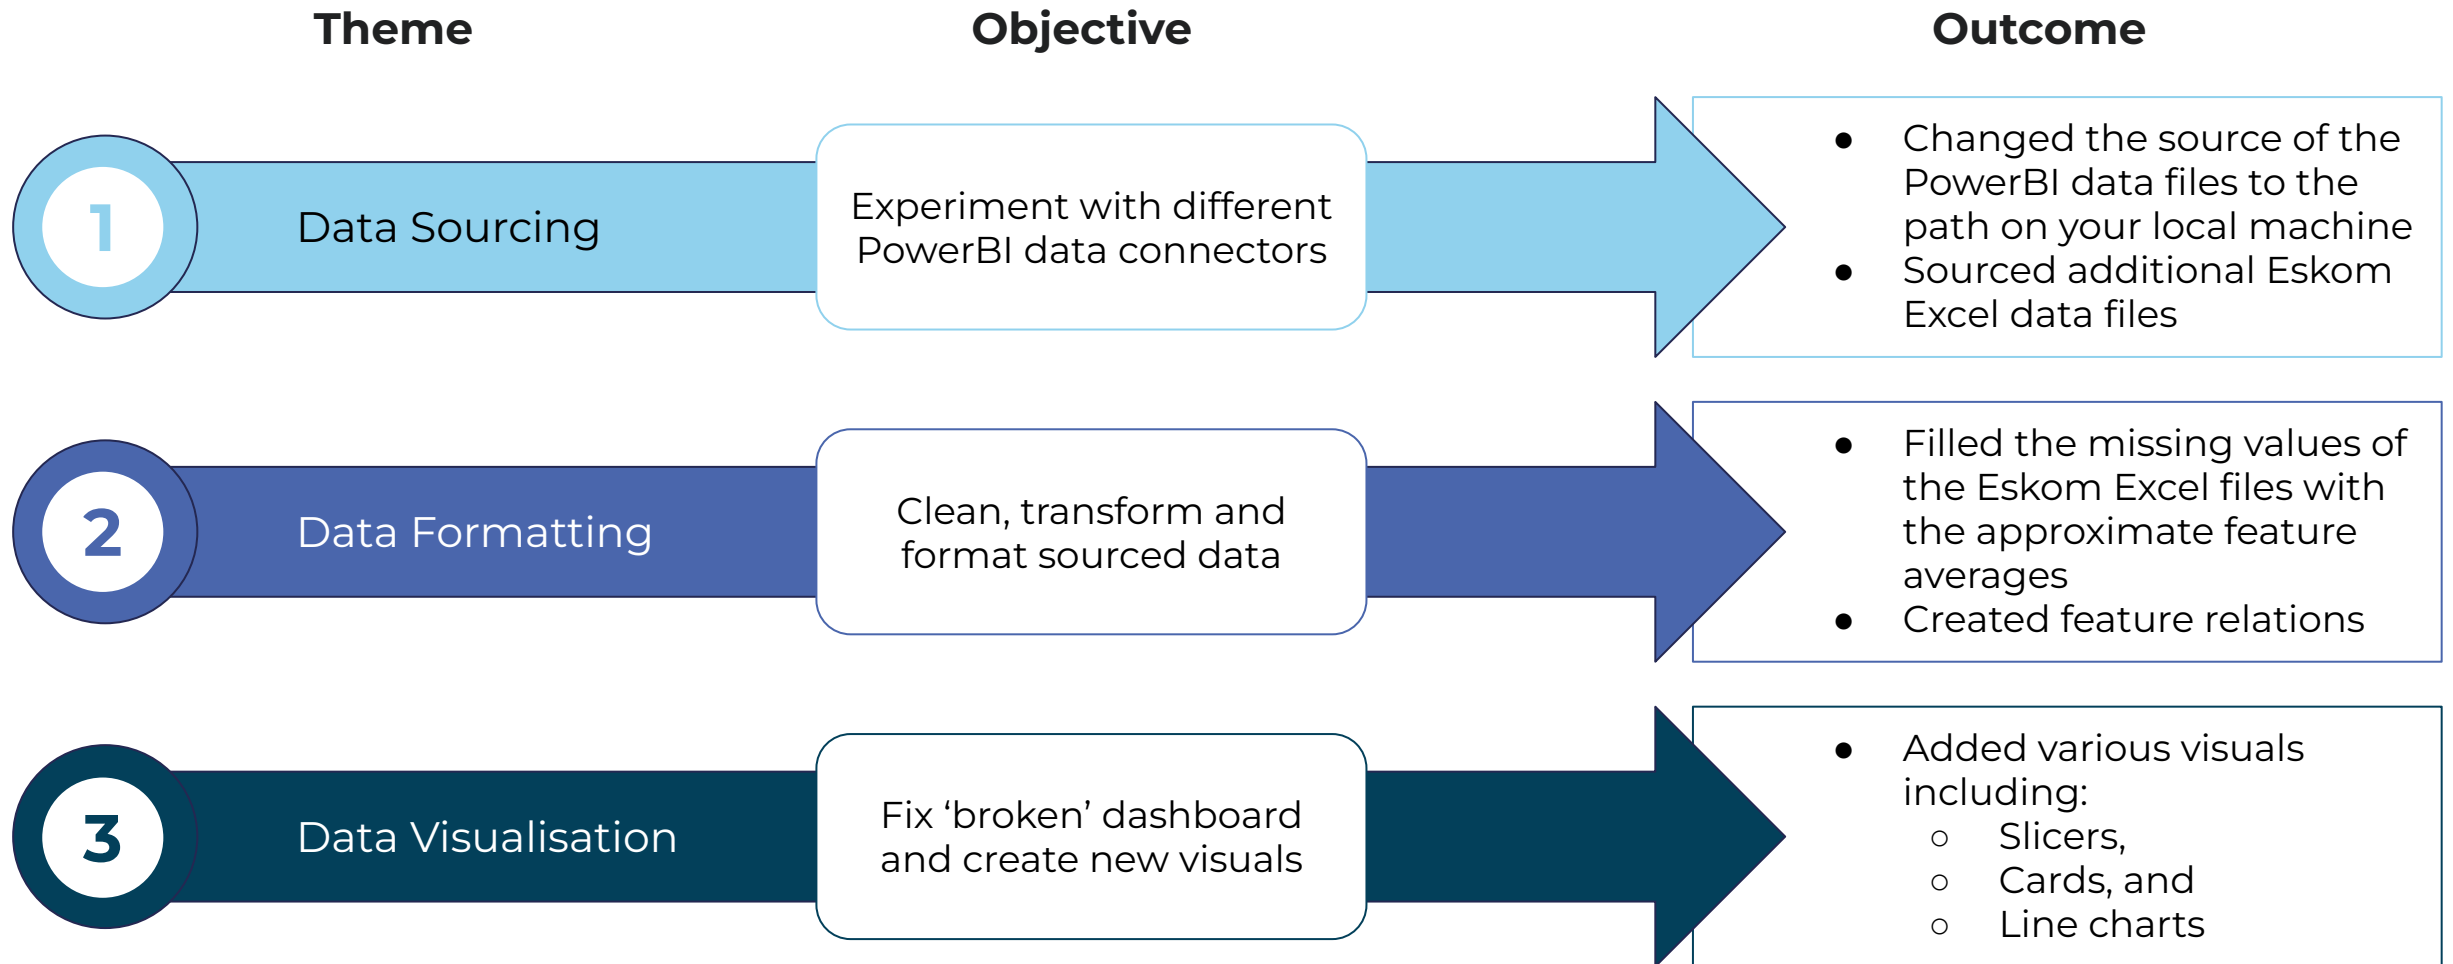 Theme
Objective
Outcome
1
Data Sourcing
Experiment with different
PowerBI data connectors
● Changed the source of the
PowerBI data files to the
path on your local machine
● Sourced additional Eskom
Excel data files
2
Data Formatting
Clean, transform and
format sourced data
● Filled the missing values of
the Eskom Excel files with
the approximate feature
averages
● Created feature relations
3
Data Visualisation
Fix ‘broken’ dashboard
and create new visuals
● Added various visuals
including:
○ Slicers,
○ Cards, and
○ Line charts